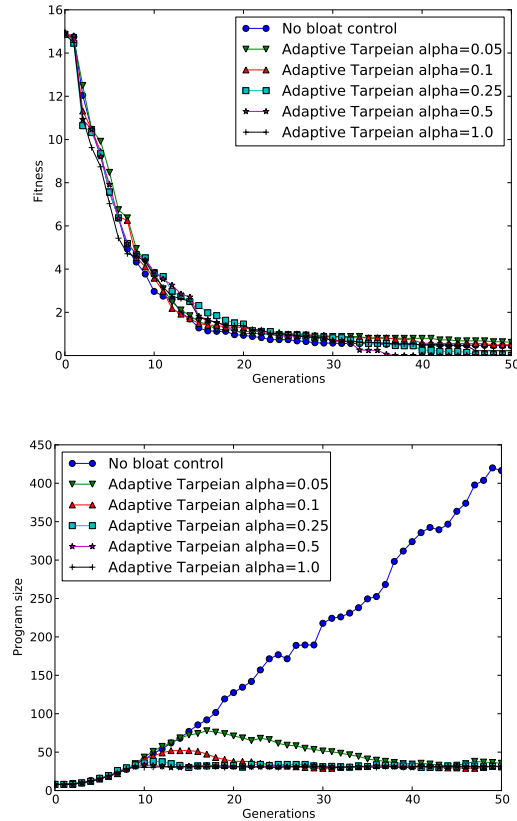 16
14
12
10
8
6
4
2
0
Fitness
No bloat control
Adaptive Tarpeian alpha=0.05
Adaptive Tarpeian alpha=0.1
Adaptive Tarpeian alpha=0.25
Adaptive Tarpeian alpha=0.5
Adaptive Tarpeian alpha=1.0
0 10 20 30 40 50
Generations
450
400
350
300
250
200
150
100
50
0
Program size
No bloat control
Adaptive Tarpeian alpha=0.05
Adaptive Tarpeian alpha=0.1
Adaptive Tarpeian alpha=0.25
Adaptive Tarpeian alpha=0.5
Adaptive Tarpeian alpha=1.0
0 10 20 30 40 50
Generations